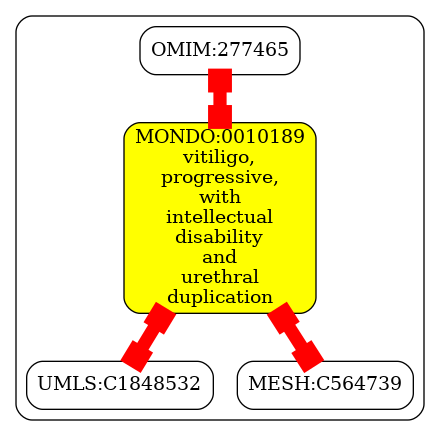 OMIM:277465
MONDO:0010189
vitiligo,
progressive,
with
intellectual
disability
and
urethral
duplication
UMLS:C1848532
MESH:C564739